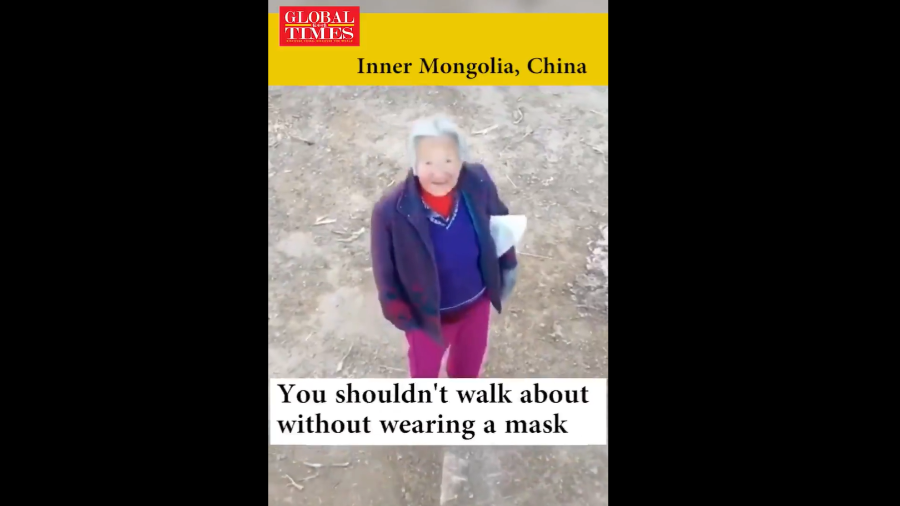 GLOBAL
TIMES
Inner Mongolia, China
You shouldn't walk about
without wearing a mask